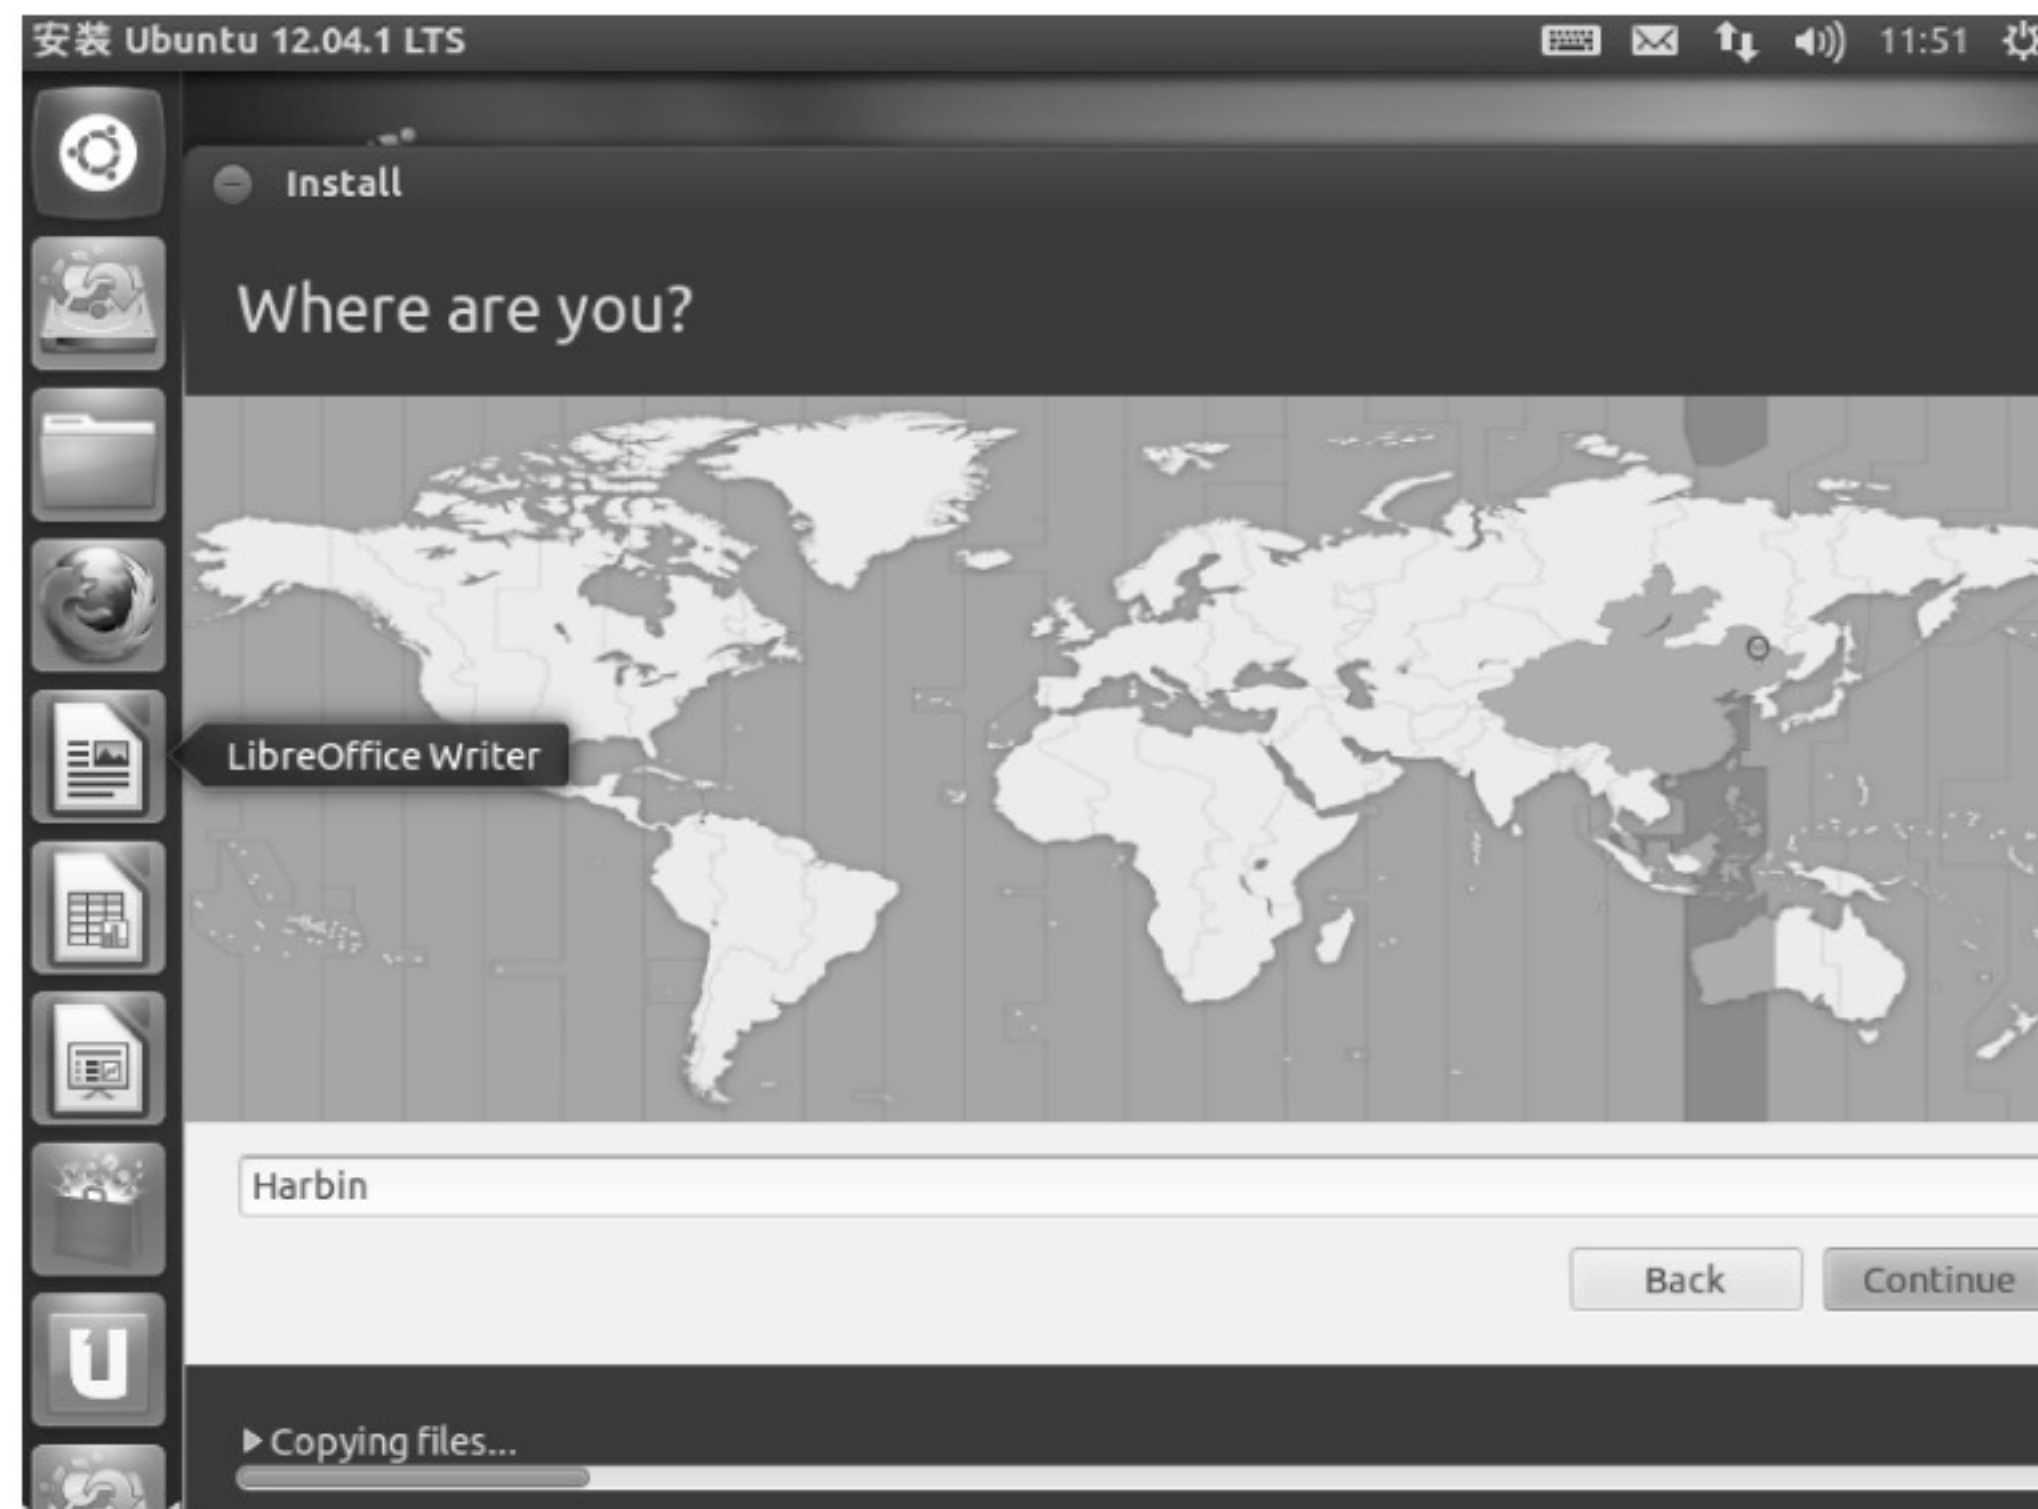 安装 Ubuntu 12.04.1 LTS
11:51
Install
Where are you?
LibreOffice Writer
Harbin
Back
Continue
Copying files...